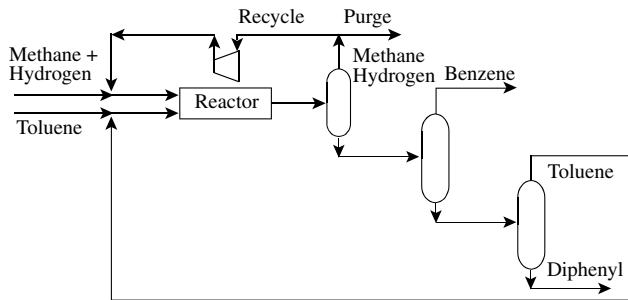 Recycle
Purge
Methane +
Hydrogen
Methane
Hydrogen
Benzene
Reactor
Toluene
Toluene
Diphenyl